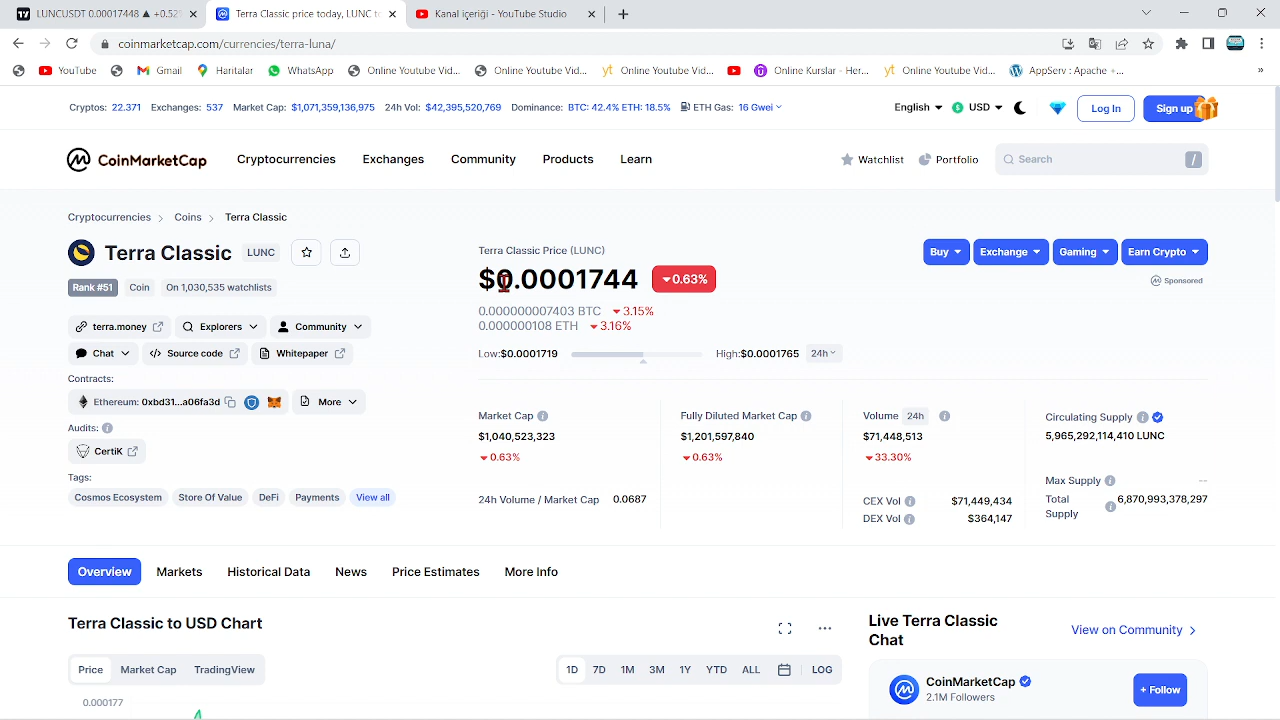 LUNCUSDT 0.00017448 ▲ +0.52
Terra Classic price today, LUNC to
Kanal içeriği - YouTube Studio
coinmarketcap.com/currencies/terra-luna/
YouTube
Gmail
Haritalar
WhatsApp
Online Youtube Vid...
Online Youtube Vid...
Online Youtube Vid...
Online Kurslar - Her...
Online Youtube Vid...
AppServ : Apache +...
»
Cryptos: 22.371 Exchanges: 537 Market Cap: $1,071,359,136,975 24h Vol: $42,395,520,769 Dominance: BTC: 42.4% ETH: 18.5% ETH Gas: 16 Gwei
English USD Log In Sign up
CoinMarketCap Cryptocurrencies Exchanges Community Products Learn Watchlist Portfolio Search /
Cryptocurrencies > Coins > Terra Classic
Terra Classic LUNC
Rank #51 Coin On 1,030,535 watchlists
terra.money Explorers Community
Chat Source code Whitepaper
Contracts:
Ethereum: 0xbd31...a06fa3d More
Audits:
CertiK
Tags:
Cosmos Ecosystem Store Of Value DeFi Payments View all
Terra Classic Price (LUNC)
$0.0001744 0.63%
0.000000007403 BTC 3.15%
0.000000108 ETH 3.16%
Low:$0.0001719 High:$0.0001765 24h
Buy Exchange Gaming Earn Crypto
Sponsored
Market Cap
$1,040,523,323
0.63%
24h Volume / Market Cap 0.0687
Fully Diluted Market Cap
$1,201,597,840
0.63%
Volume 24h
$71,448,513
33.30%
CEX Vol $71,449,434
DEX Vol $364,147
Circulating Supply
5,965,292,114,410 LUNC
Max Supply --
Total Supply 6,870,993,378,297
Overview Markets Historical Data News Price Estimates More Info
Terra Classic to USD Chart
Price Market Cap TradingView
1D 7D 1M 3M 1Y YTD ALL LOG
0.000177
Live Terra Classic
Chat
View on Community >
CoinMarketCap
2.1M Followers
+ Follow